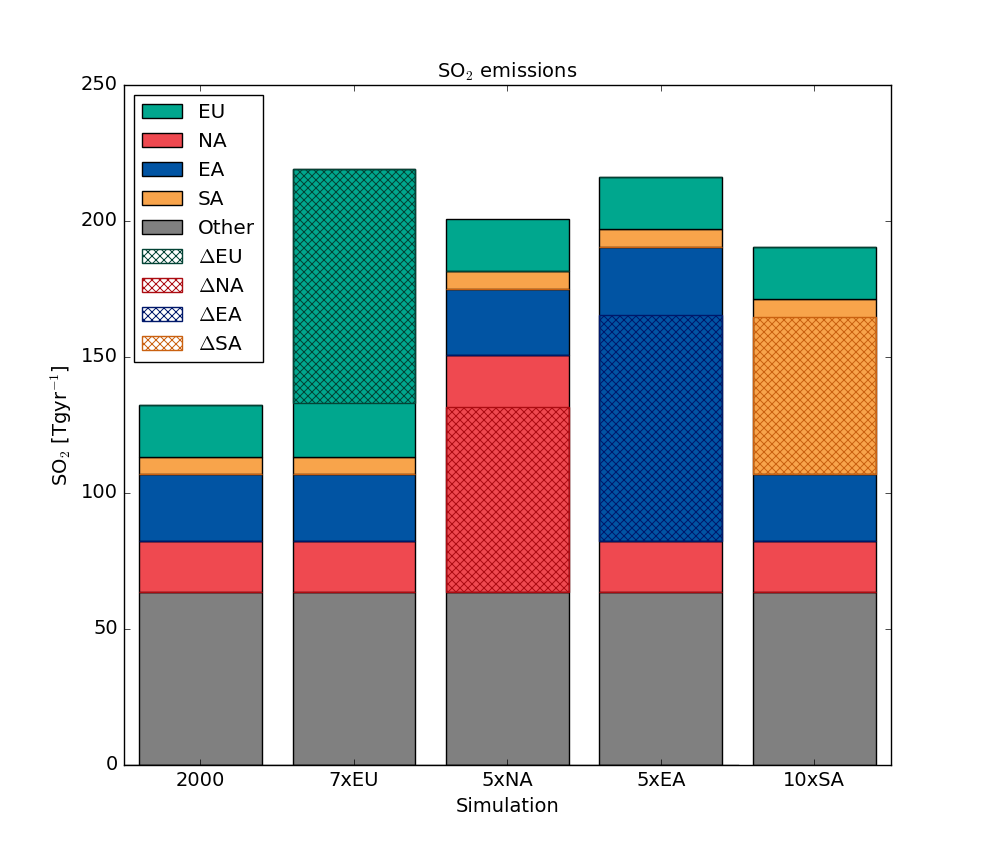 SO₂ emissions
250
200
150
100
50
0
SO₂ [Tgyr⁻¹]
EU
NA
EA
SA
Other
ΔEU
ΔNA
ΔEA
ΔSA
2000 7xEU 5xNA 5xEA 10xSA
Simulation